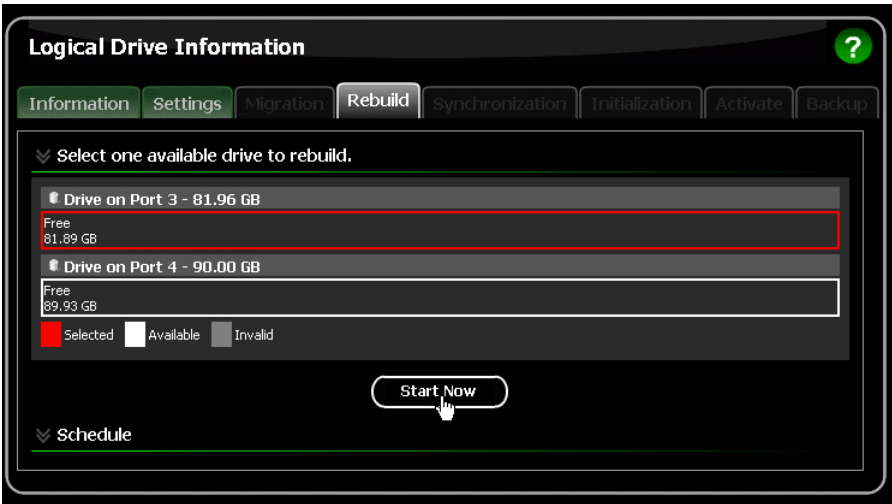 Logical Drive Information
?
Information Settings Migration Rebuild Synchronization Initialization Activate Backup
Select one available drive to rebuild.
Drive on Port 3 - 81.96 GB
Free
81.89 GB
Drive on Port 4 - 90.00 GB
Free
89.93 GB
Selected Available Invalid
Start Now
Schedule